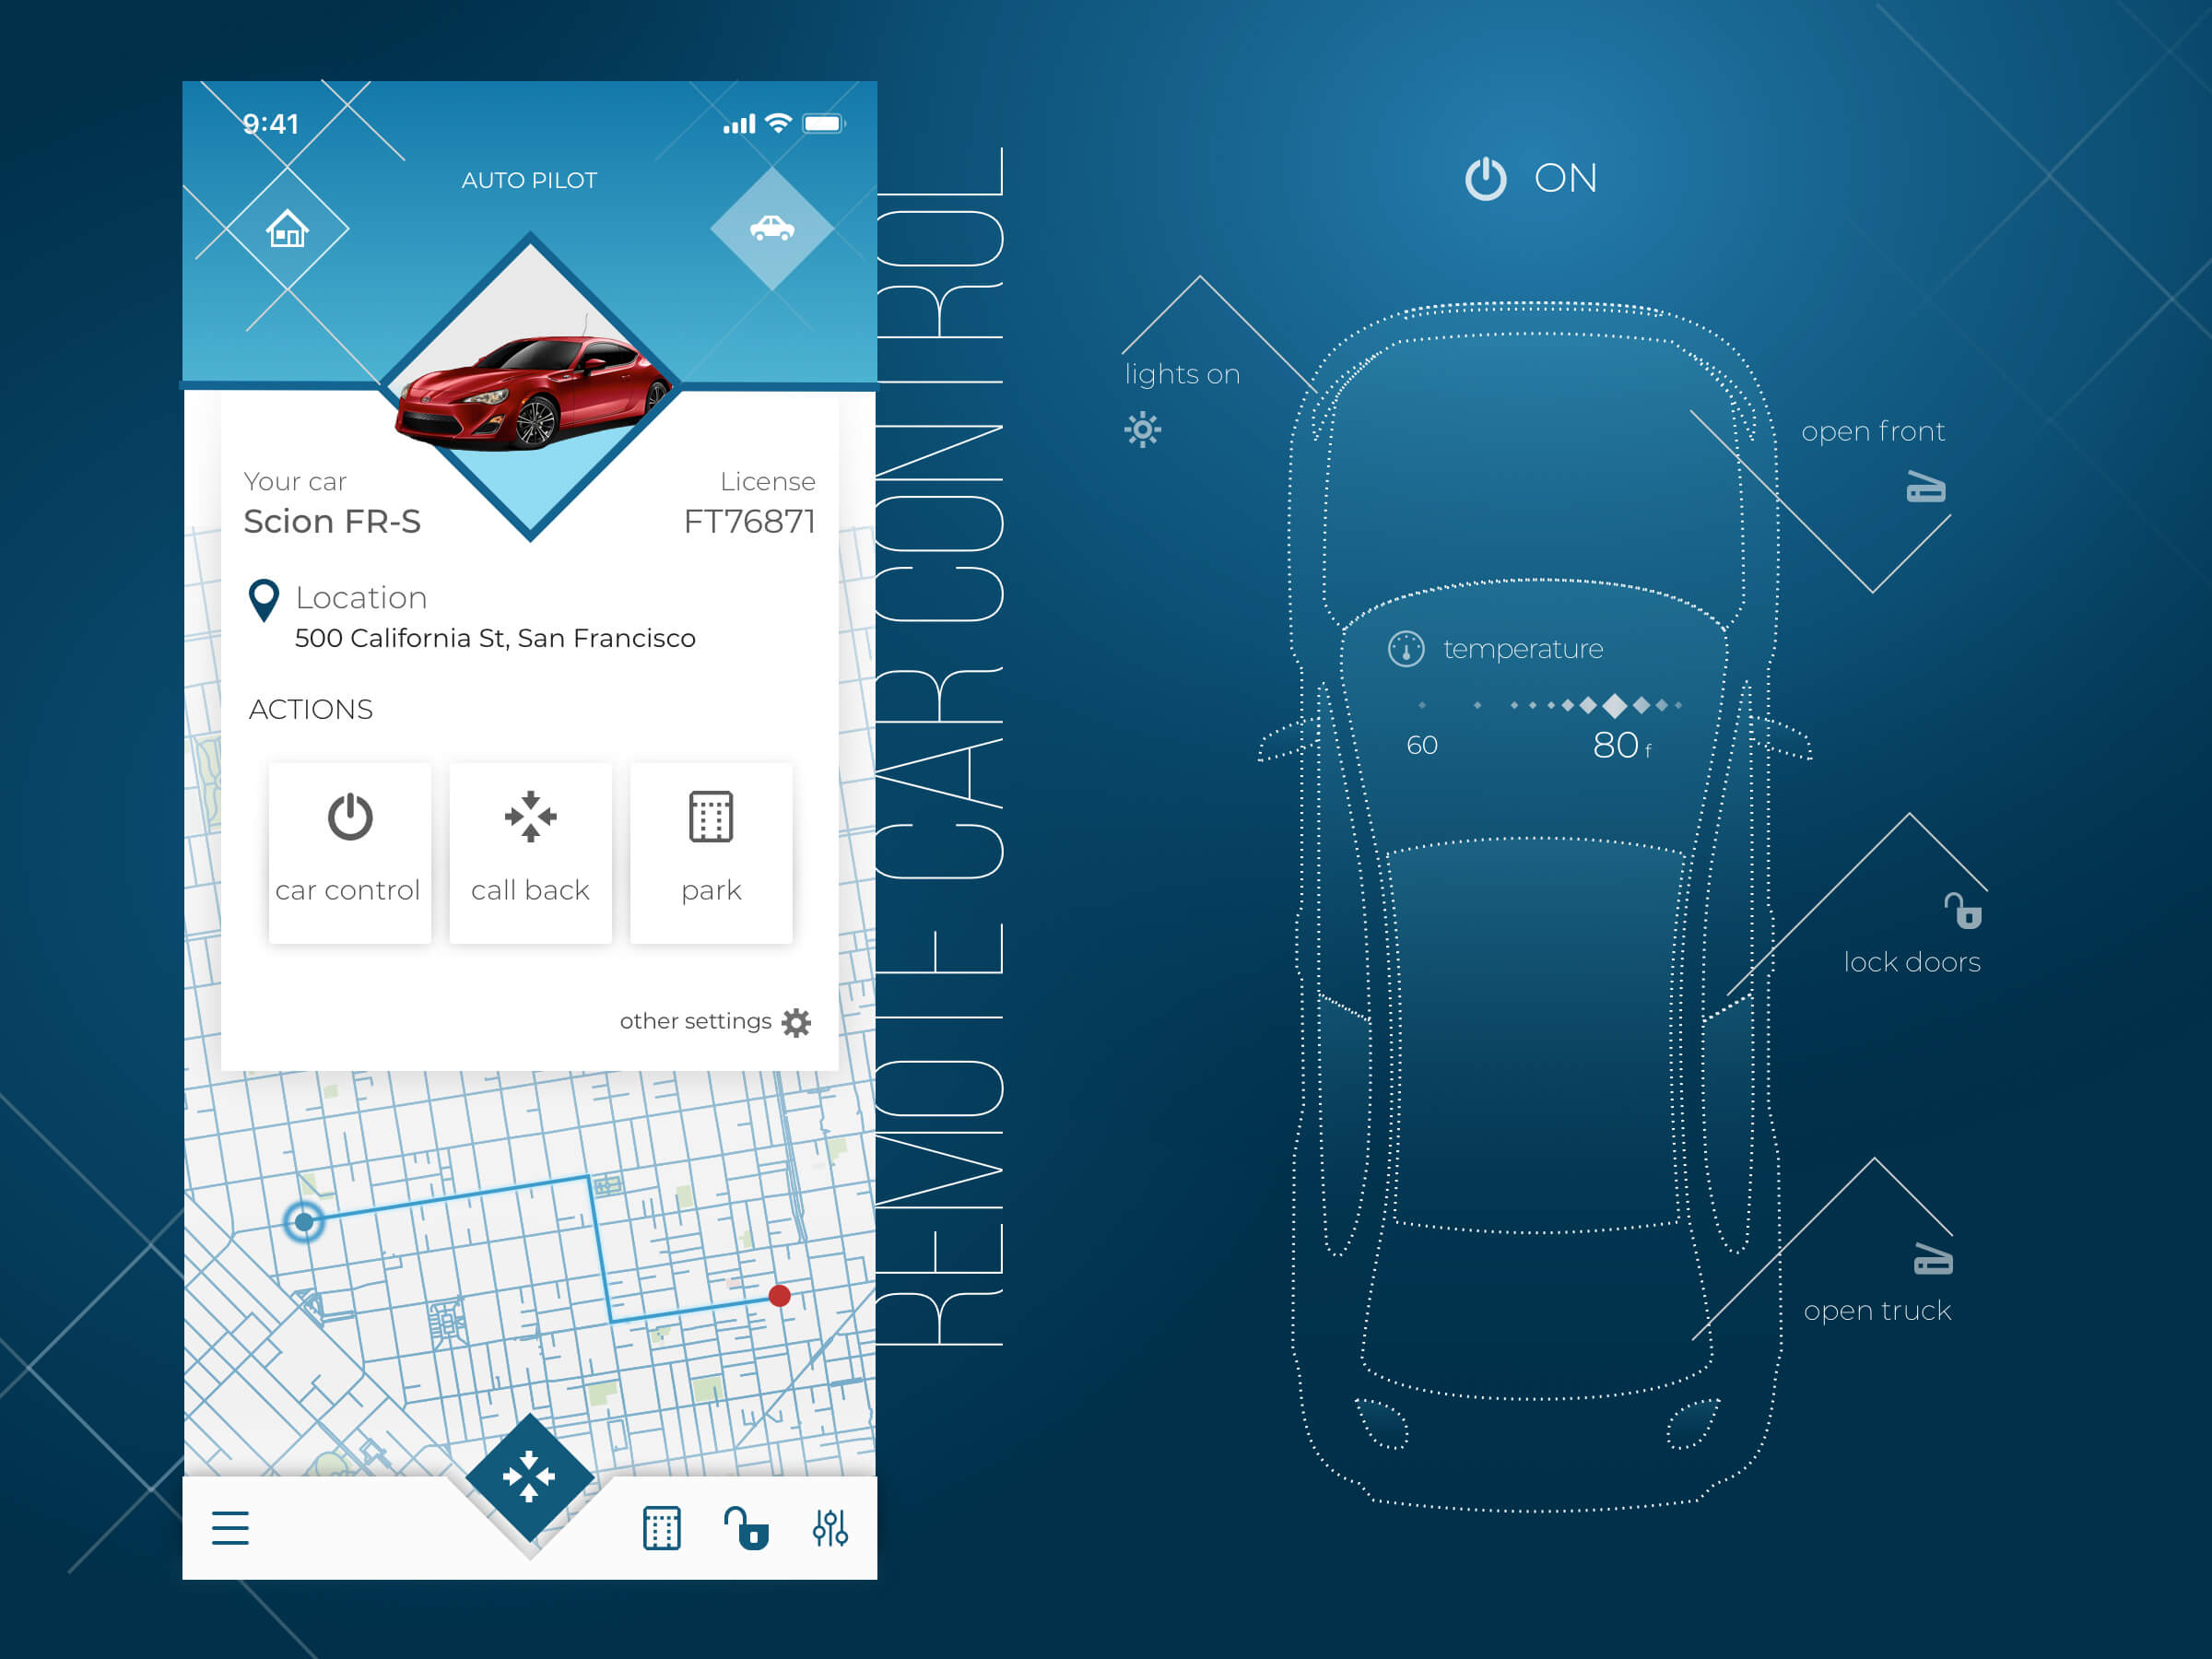 9:41
AUTO PILOT
Your car
Scion FR-S
License
FT76871
Location
500 California St, San Francisco
ACTIONS
car control
call back
park
other settings
REMOTE CAR CONTROL
ON
lights on
open front
temperature
60
80 f
lock doors
open truck